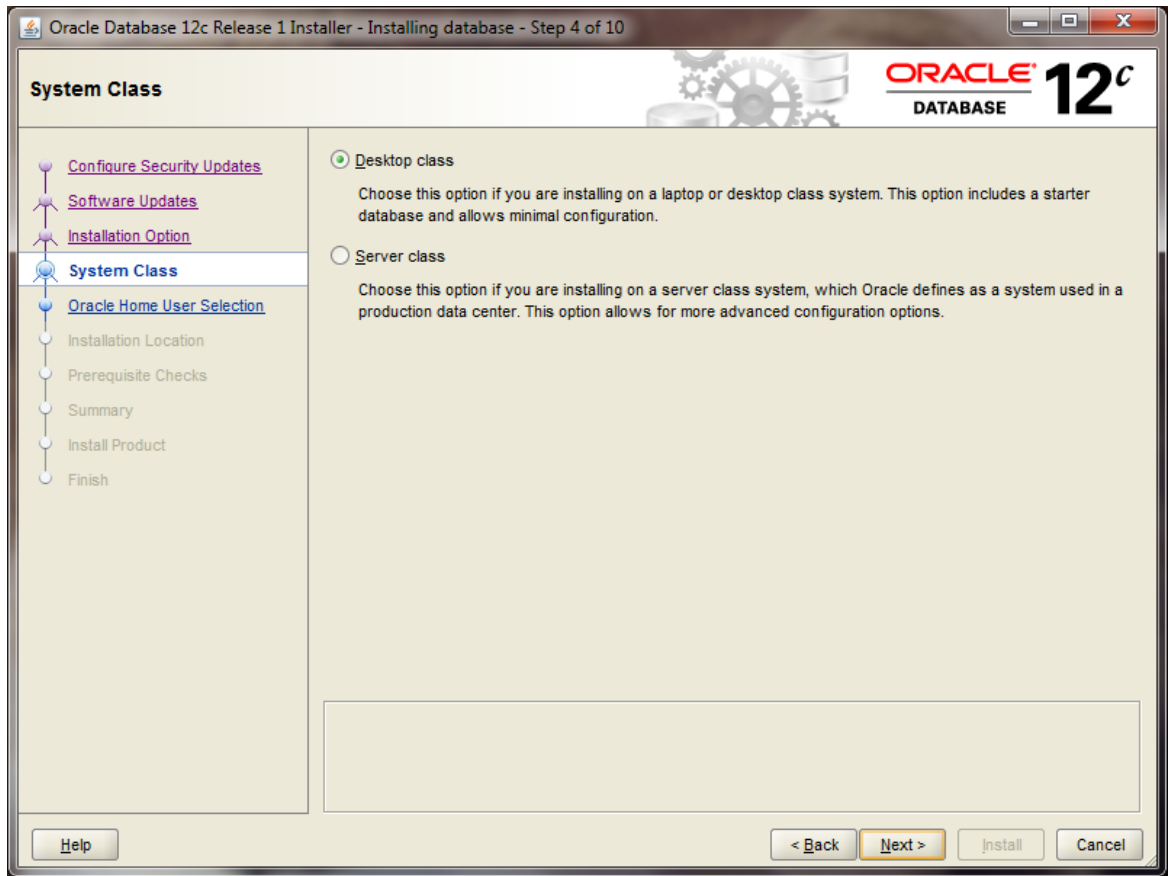 Oracle Database 12c Release 1 Installer - Installing database - Step 4 of 10
System Class
ORACLE
DATABASE
12c
Configure Security Updates
Software Updates
Installation Option
System Class
Oracle Home User Selection
Installation Location
Prerequisite Checks
Summary
Install Product
Finish
Desktop class
Choose this option if you are installing on a laptop or desktop class system. This option includes a starter
database and allows minimal configuration.
Server class
Choose this option if you are installing on a server class system, which Oracle defines as a system used in a
production data center. This option allows for more advanced configuration options.
Help
< Back
Next >
Install
Cancel